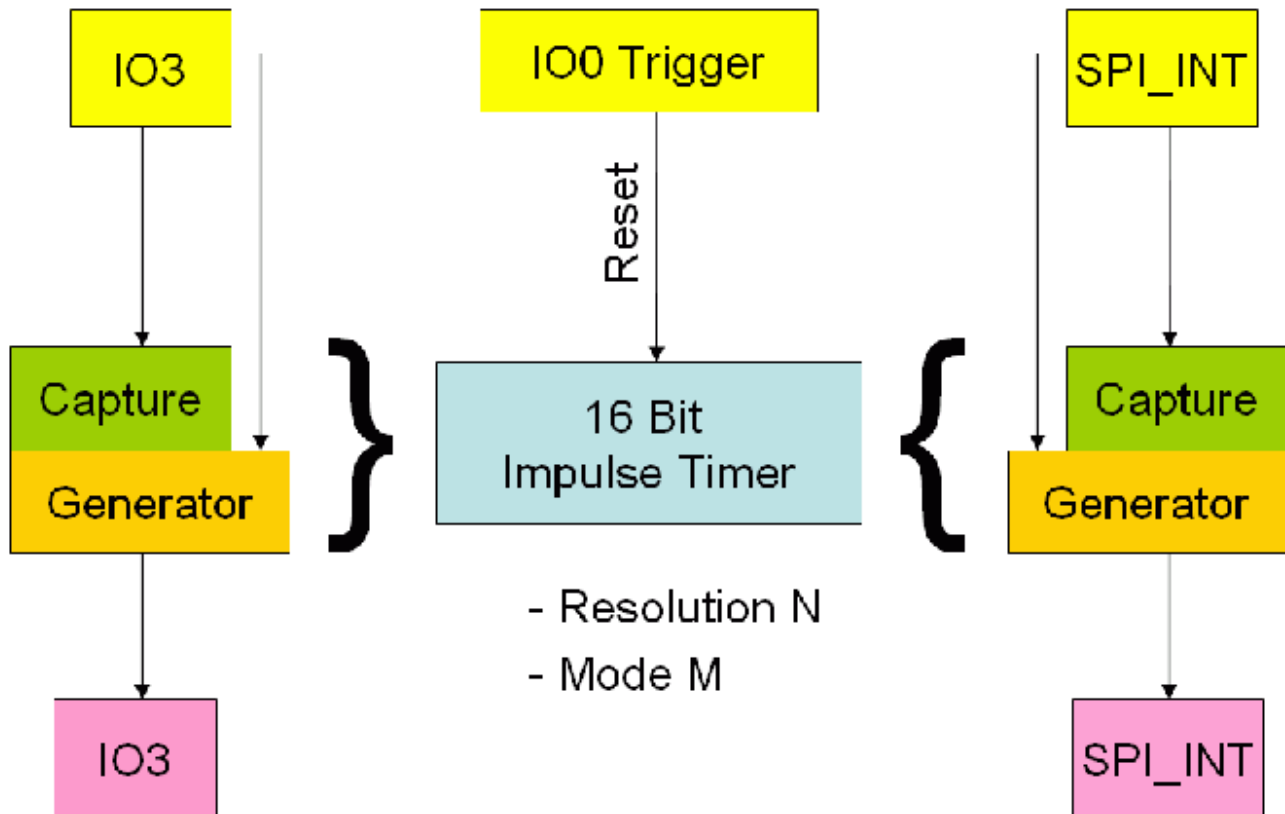 IO3
IO0 Trigger
SPI_INT
Reset
Capture
Generator
16 Bit
Impulse Timer
Capture
Generator
- Resolution N
- Mode M
IO3
SPI_INT